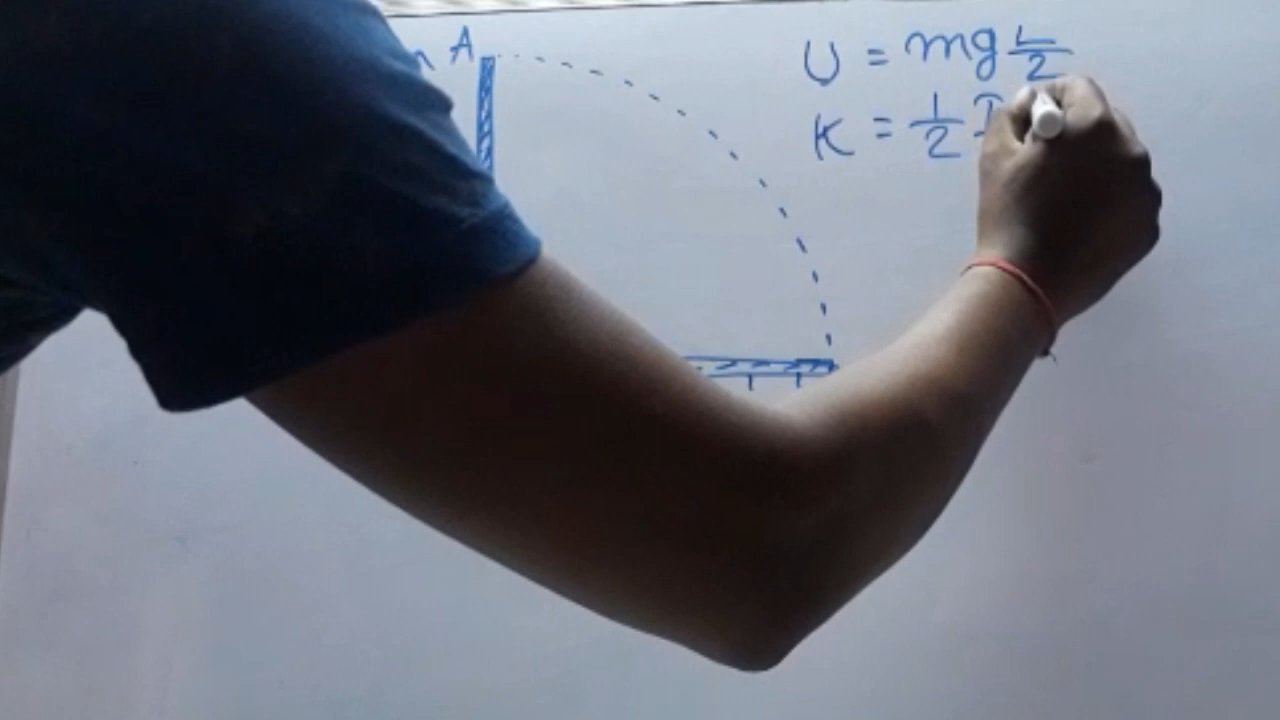 A
U = mg L/2
K = 1/2 I